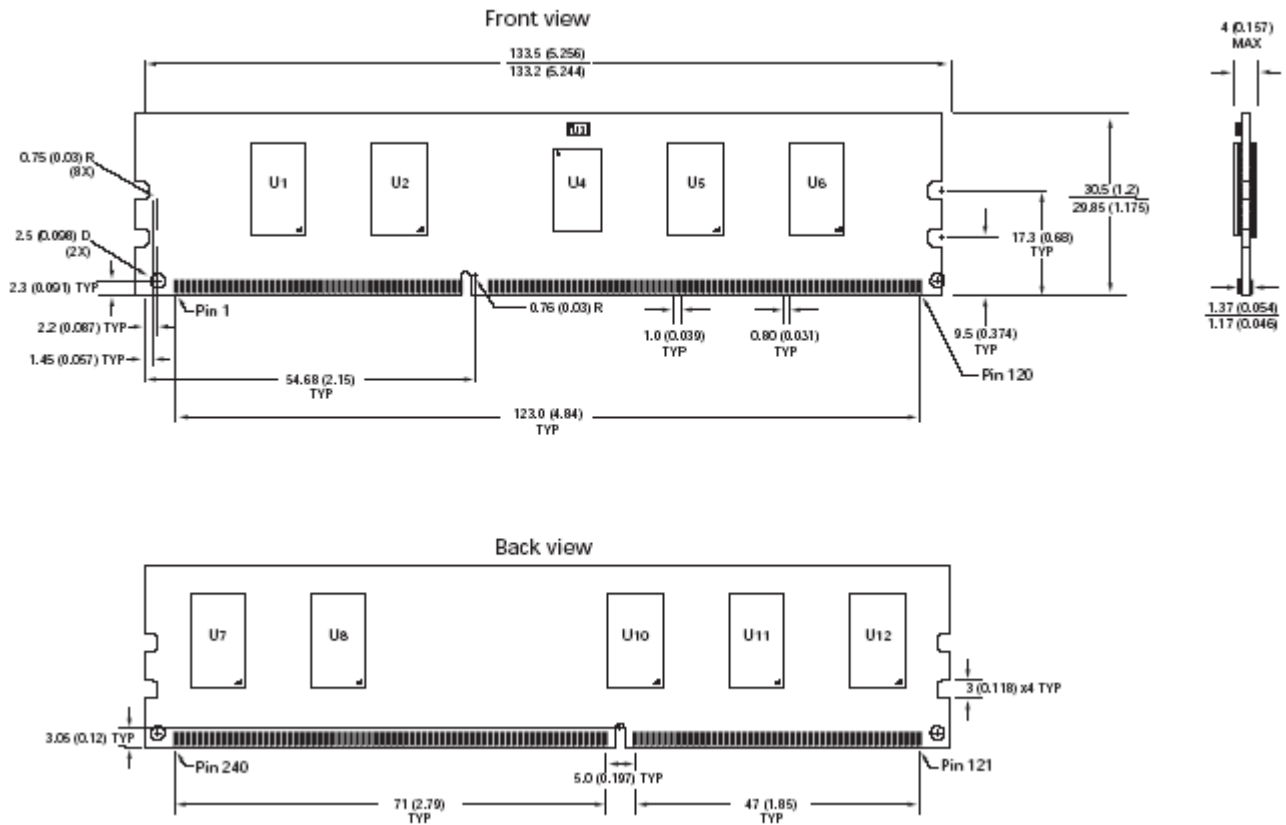 Front view
133.5 (5.256)
133.2 (5.244)
4 (0.157)
MAX
U3
0.75 (0.03) R
(8X)
U1
U2
U4
U5
U6
30.5 (1.2)
29.85 (1.175)
2.5 (0.098) D
(2X)
17.3 (0.68)
TYP
2.3 (0.091) TYP
Pin 1
0.76 (0.03) R
2.2 (0.087) TYP
1.0 (0.039)
TYP
0.80 (0.031)
TYP
9.5 (0.374)
TYP
1.37 (0.054)
1.17 (0.046)
1.45 (0.057) TYP
Pin 120
54.68 (2.15)
TYP
123.0 (4.84)
TYP
Back view
U7
U8
U10
U11
U12
3 (0.118) x4 TYP
3.05 (0.12) TYP
Pin 240
5.0 (0.197) TYP
Pin 121
71 (2.79)
TYP
47 (1.85)
TYP